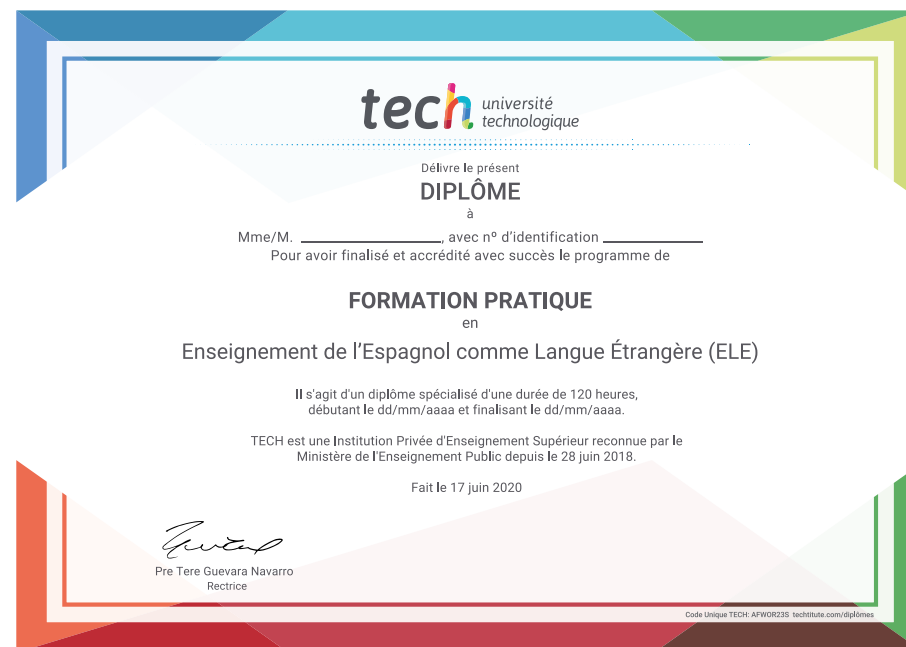 tech université
technologique
Délivre le présent
DIPLÔME
à
Mme/M. ____________________, avec nº d'identification ______________
Pour avoir finalisé et accrédité avec succès le programme de
FORMATION PRATIQUE
en
Enseignement de l'Espagnol comme Langue Étrangère (ELE)
Il s'agit d'un diplôme spécialisé d'une durée de 120 heures,
débutant le dd/mm/aaaa et finalisant le dd/mm/aaaa.
TECH est une Institution Privée d'Enseignement Supérieur reconnue par le
Ministère de l'Enseignement Public depuis le 28 juin 2018.
Fait le 17 juin 2020
Pre Tere Guevara Navarro
Rectrice
Code Unique TECH: AFWOR23S techtitute.com/diplômes